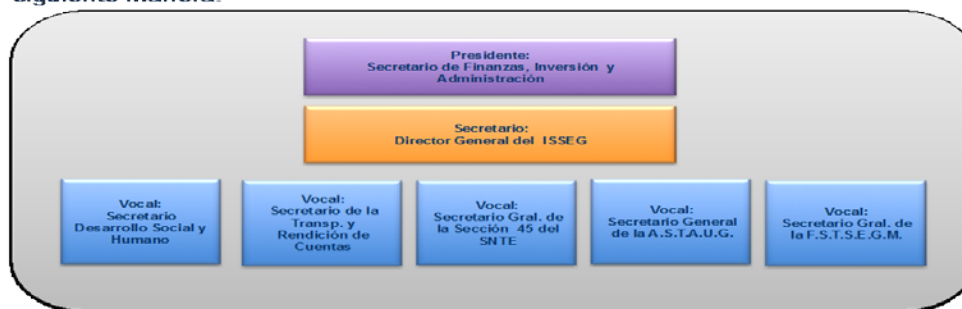 siguiente manera:
Presidente:
Secretario de Finanzas, Inversión y
Administración
Secretario:
Director General del ISSEG
Vocal:
Secretario
Desarrollo Social y
Humano
Vocal:
Secretario de la
Transp. y
Rendición de
Cuentas
Vocal:
Secretario Gral. de
la Sección 45 del
SNTE
Vocal:
Secretario General
de la A.S.T.A.U.G.
Vocal:
Secretario Gral. de
la F.S.T.S.E.G.M.